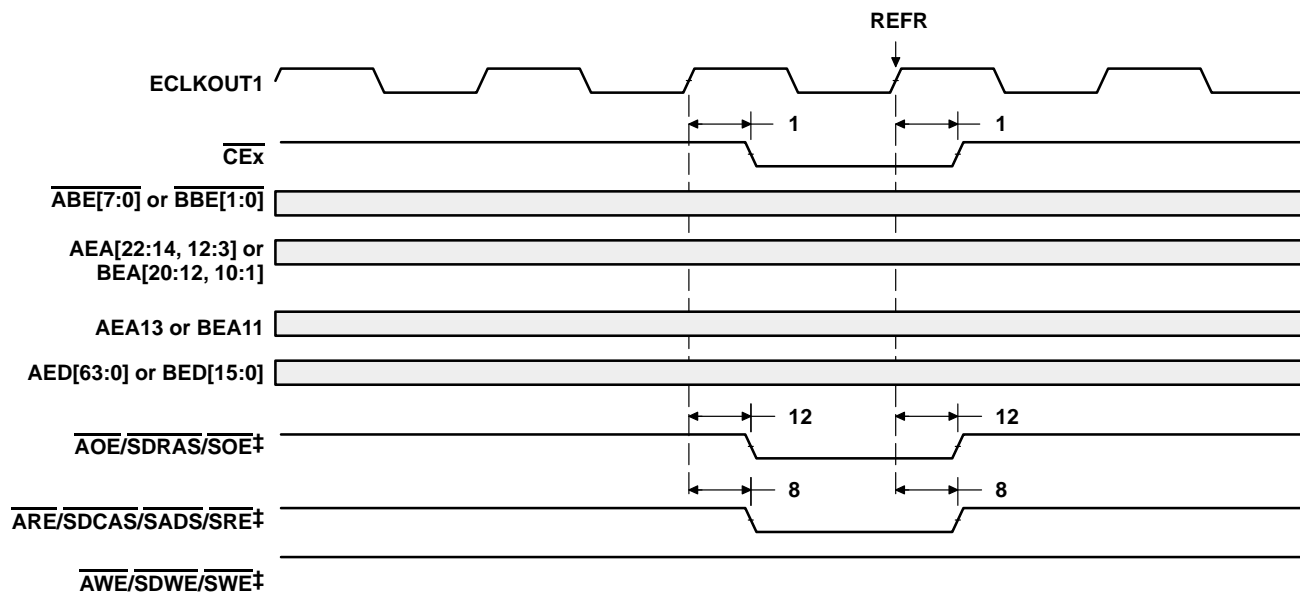 REFR
ECLKOUT1
1 1
CEx
ABE[7:0] or BBE[1:0]
AEA[22:14, 12:3] or
BEA[20:12, 10:1]
AEA13 or BEA11
AED[63:0] or BED[15:0]
12 12
AOE/SDRAS/SOE‡
8 8
ARE/SDCAS/SADS/SRE‡
AWE/SDWE/SWE‡